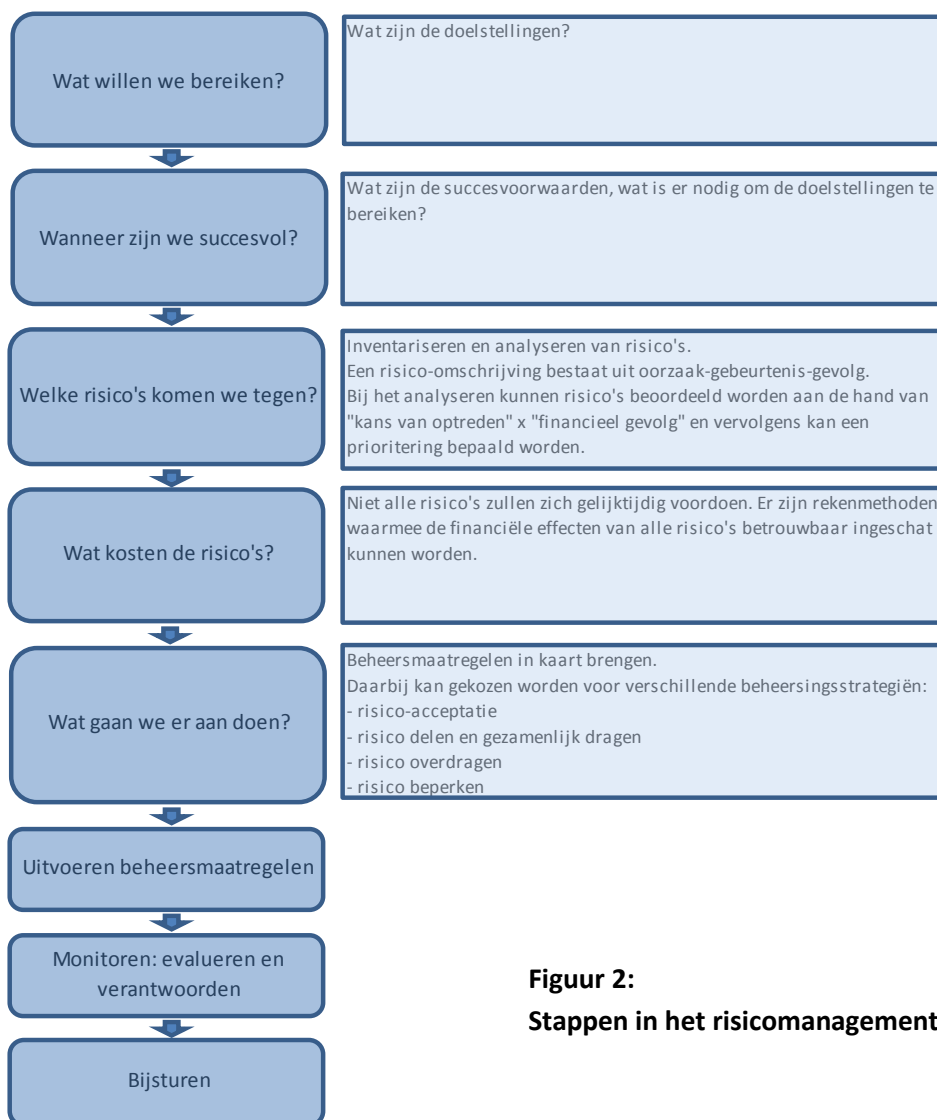 Wat willen we bereiken?
Wat zijn de doelstellingen?
Wanneer zijn we succesvol?
Wat zijn de succesvoorwaarden, wat is er nodig om de doelstellingen te
bereiken?
Welke risico's komen we tegen?
Inventariseren en analyseren van risico's.
Een risico-omschrijving bestaat uit oorzaak-gebeurtenis-gevolg.
Bij het analyseren kunnen risico's beoordeeld worden aan de hand van
"kans van optreden" x "financieel gevolg" en vervolgens kan een
prioritering bepaald worden.
Wat kosten de risico's?
Niet alle risico's zullen zich gelijktijdig voordoen. Er zijn rekenmethoden
waarmee de financiële effecten van alle risico's betrouwbaar ingeschat
kunnen worden.
Wat gaan we er aan doen?
Beheersmaatregelen in kaart brengen.
Daarbij kan gekozen worden voor verschillende beheersingsstrategiën:
- risico-acceptatie
- risico delen en gezamenlijk dragen
- risico overdragen
- risico beperken
Uitvoeren beheersmaatregelen
Monitoren: evalueren en
verantwoorden
Bijsturen
Figuur 2:
Stappen in het risicomanagement